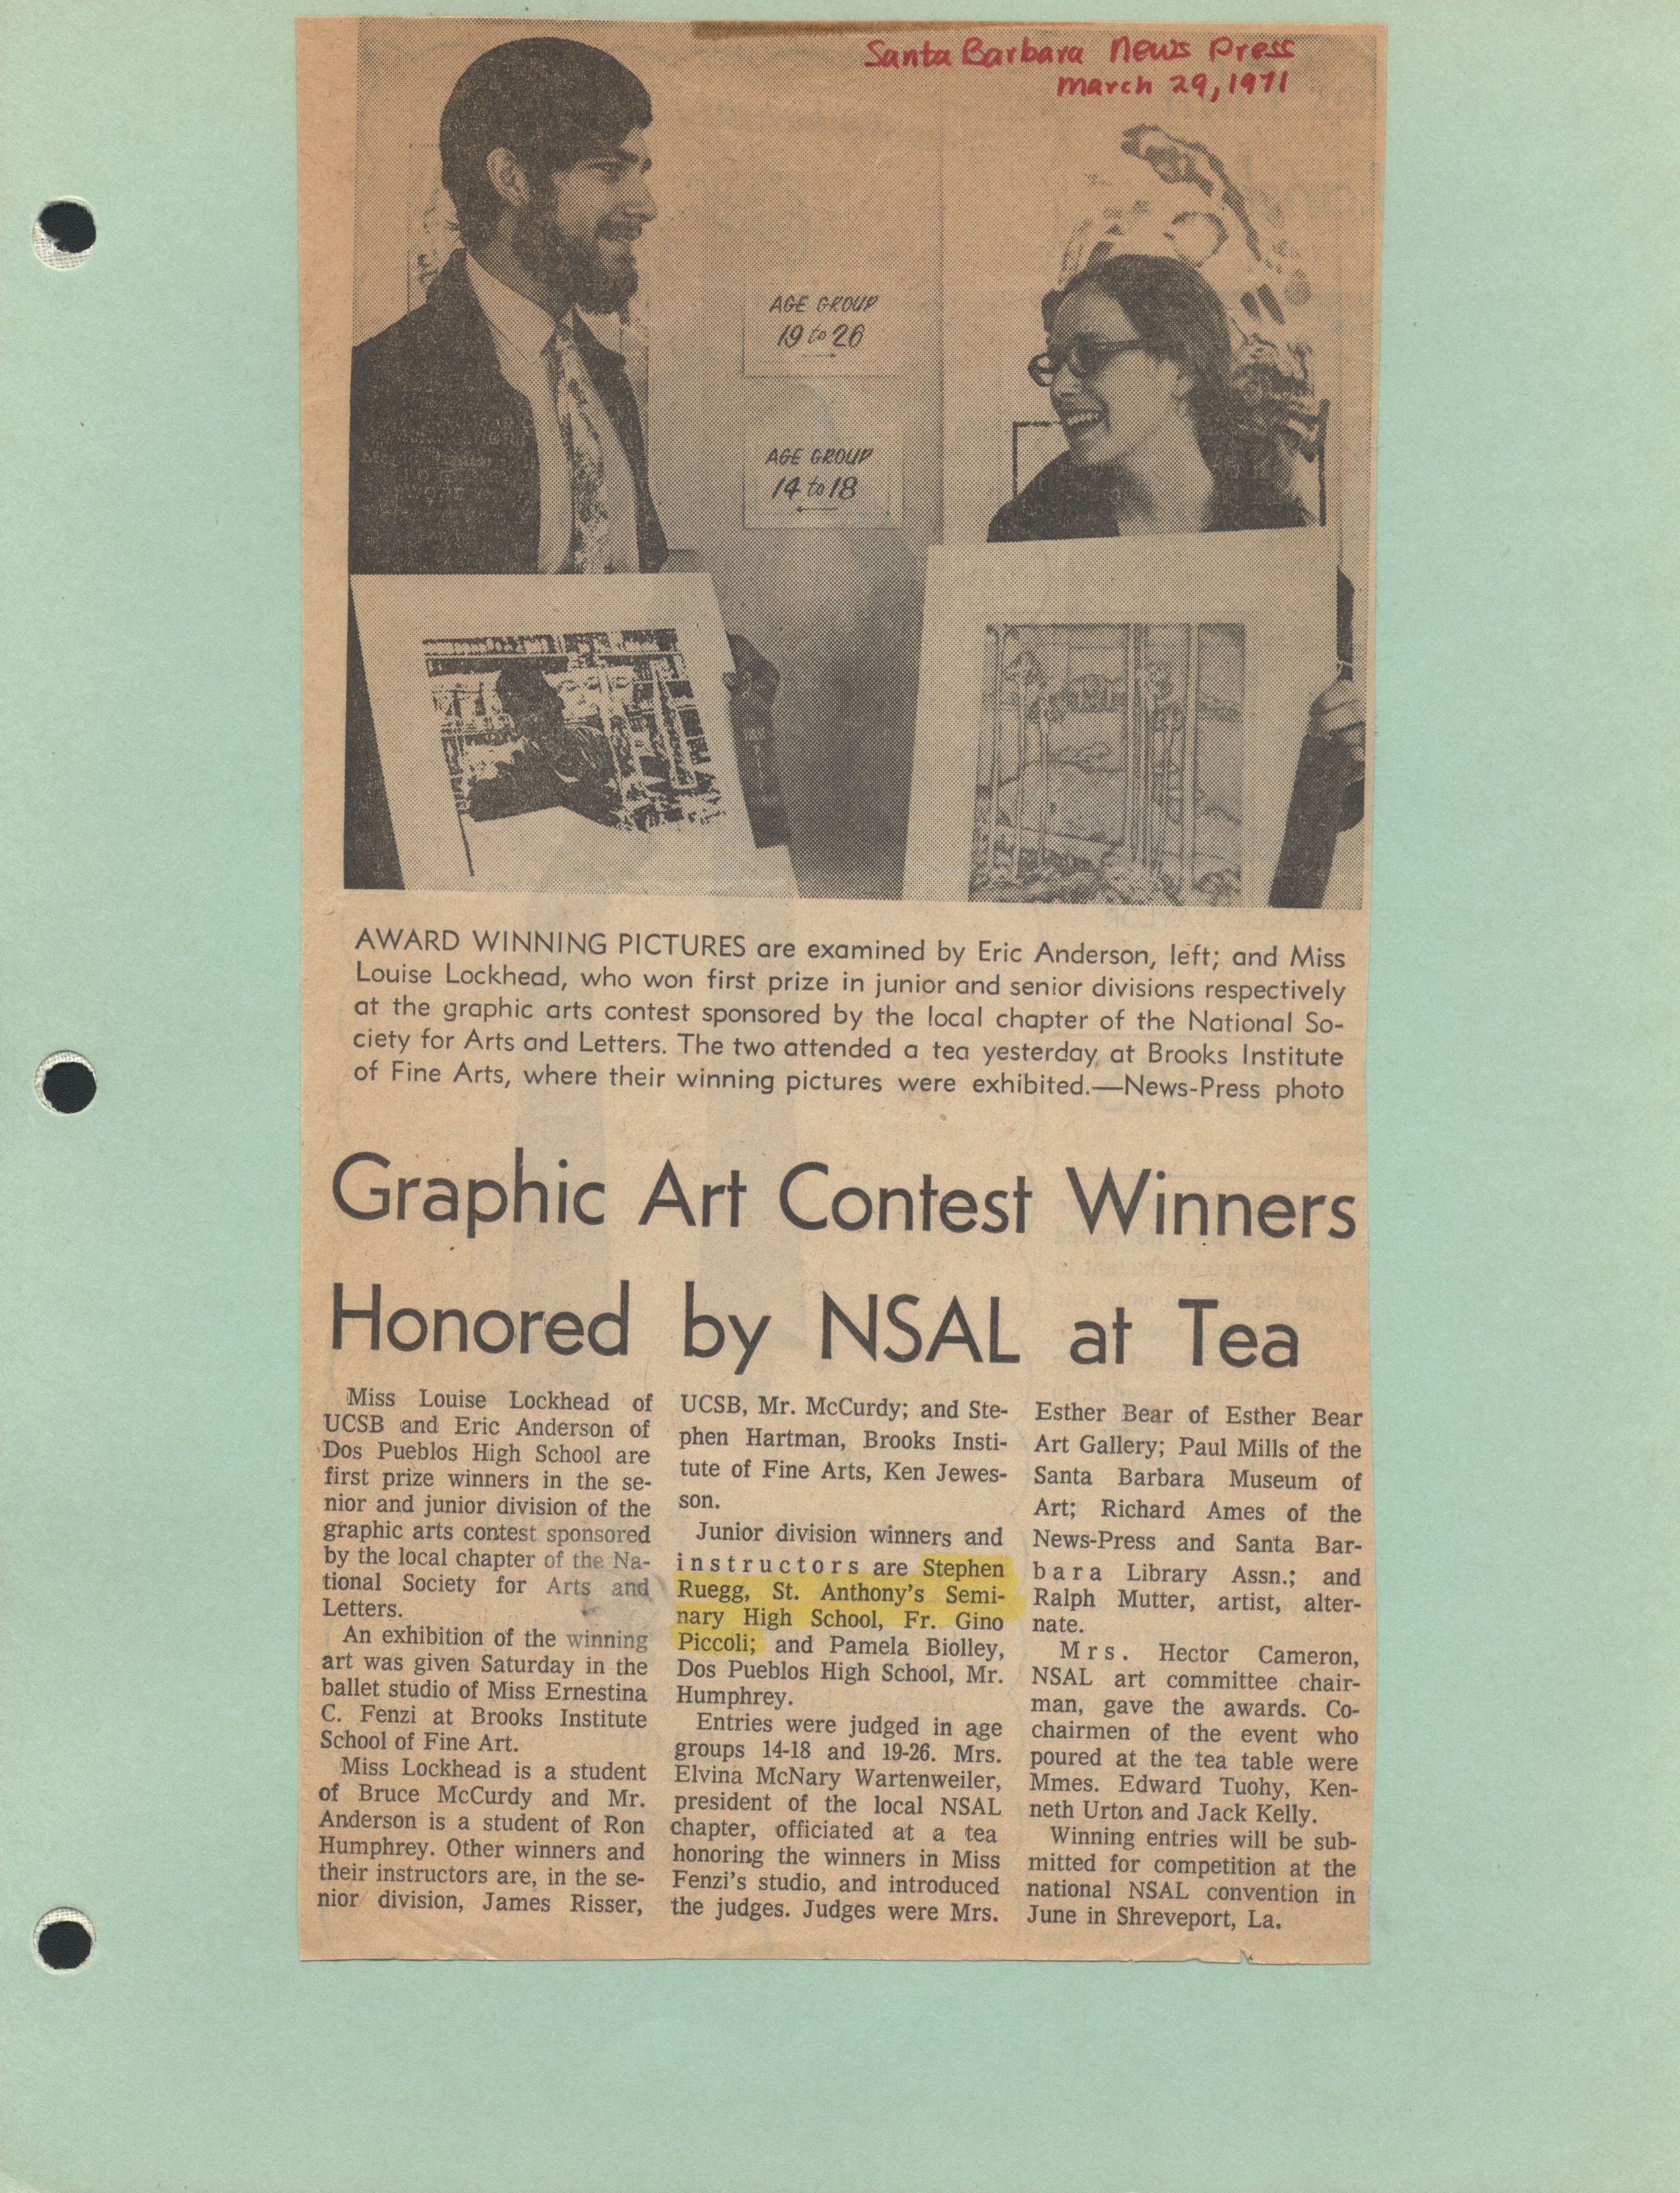 Santa Barbara News Press
March 29, 1971
AGE GROUP
19 to 26
AGE GROUP
14 to 18
AWARD WINNING PICTURES are examined by Eric Anderson, left; and Miss
Louise Lockhead, who won first prize in junior and senior divisions respectively
at the graphic arts contest sponsored by the local chapter of the National So-
ciety for Arts and Letters. The two attended a tea yesterday at Brooks Institute
of Fine Arts, where their winning pictures were exhibited.—News-Press photo
Graphic Art Contest Winners
Honored by NSAL at Tea
Miss Louise Lockhead of
UCSB and Eric Anderson of
Dos Pueblos High School are
first prize winners in the se-
nior and junior division of the
graphic arts contest sponsored
by the local chapter of the Na-
tional Society for Arts and
Letters.
An exhibition of the winning
art was given Saturday in the
ballet studio of Miss Ernestina
C. Fenzi at Brooks Institute
School of Fine Art.
Miss Lockhead is a student
of Bruce McCurdy and Mr.
Anderson is a student of Ron
Humphrey. Other winners and
their instructors are, in the se-
nior division, James Risser,
UCSB, Mr. McCurdy; and Ste-
phen Hartman, Brooks Insti-
tute of Fine Arts, Ken Jewes-
son.
Junior division winners and
instructors are Stephen
Ruegg, St. Anthony's Semi-
nary High School, Fr. Gino
Piccoli; and Pamela Biolley,
Dos Pueblos High School, Mr.
Humphrey.
Entries were judged in age
groups 14-18 and 19-26. Mrs.
Elvina McNary Wartenweiler,
president of the local NSAL
chapter, officiated at a tea
honoring the winners in Miss
Fenzi's studio, and introduced
the judges. Judges were Mrs.
Esther Bear of Esther Bear
Art Gallery; Paul Mills of the
Santa Barbara Museum of
Art; Richard Ames of the
News-Press and Santa Bar-
bara Library Assn.; and
Ralph Mutter, artist, alter-
nate.
Mrs. Hector Cameron,
NSAL art committee chair-
man, gave the awards. Co-
chairmen of the event who
poured at the tea table were
Mmes. Edward Tuohy, Ken-
neth Urton and Jack Kelly.
Winning entries will be sub-
mitted for competition at the
national NSAL convention in
June in Shreveport, La.